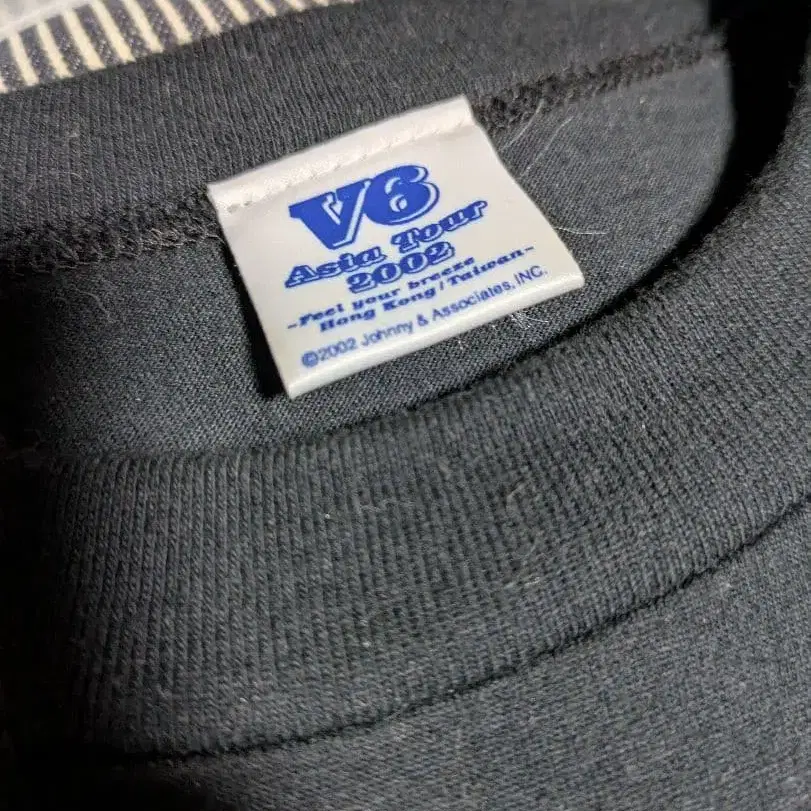 V6
Asia Tour
2002
~Feel your breeze
Hong Kong/Taiwan~
©2002 Johnny & Associates, INC.